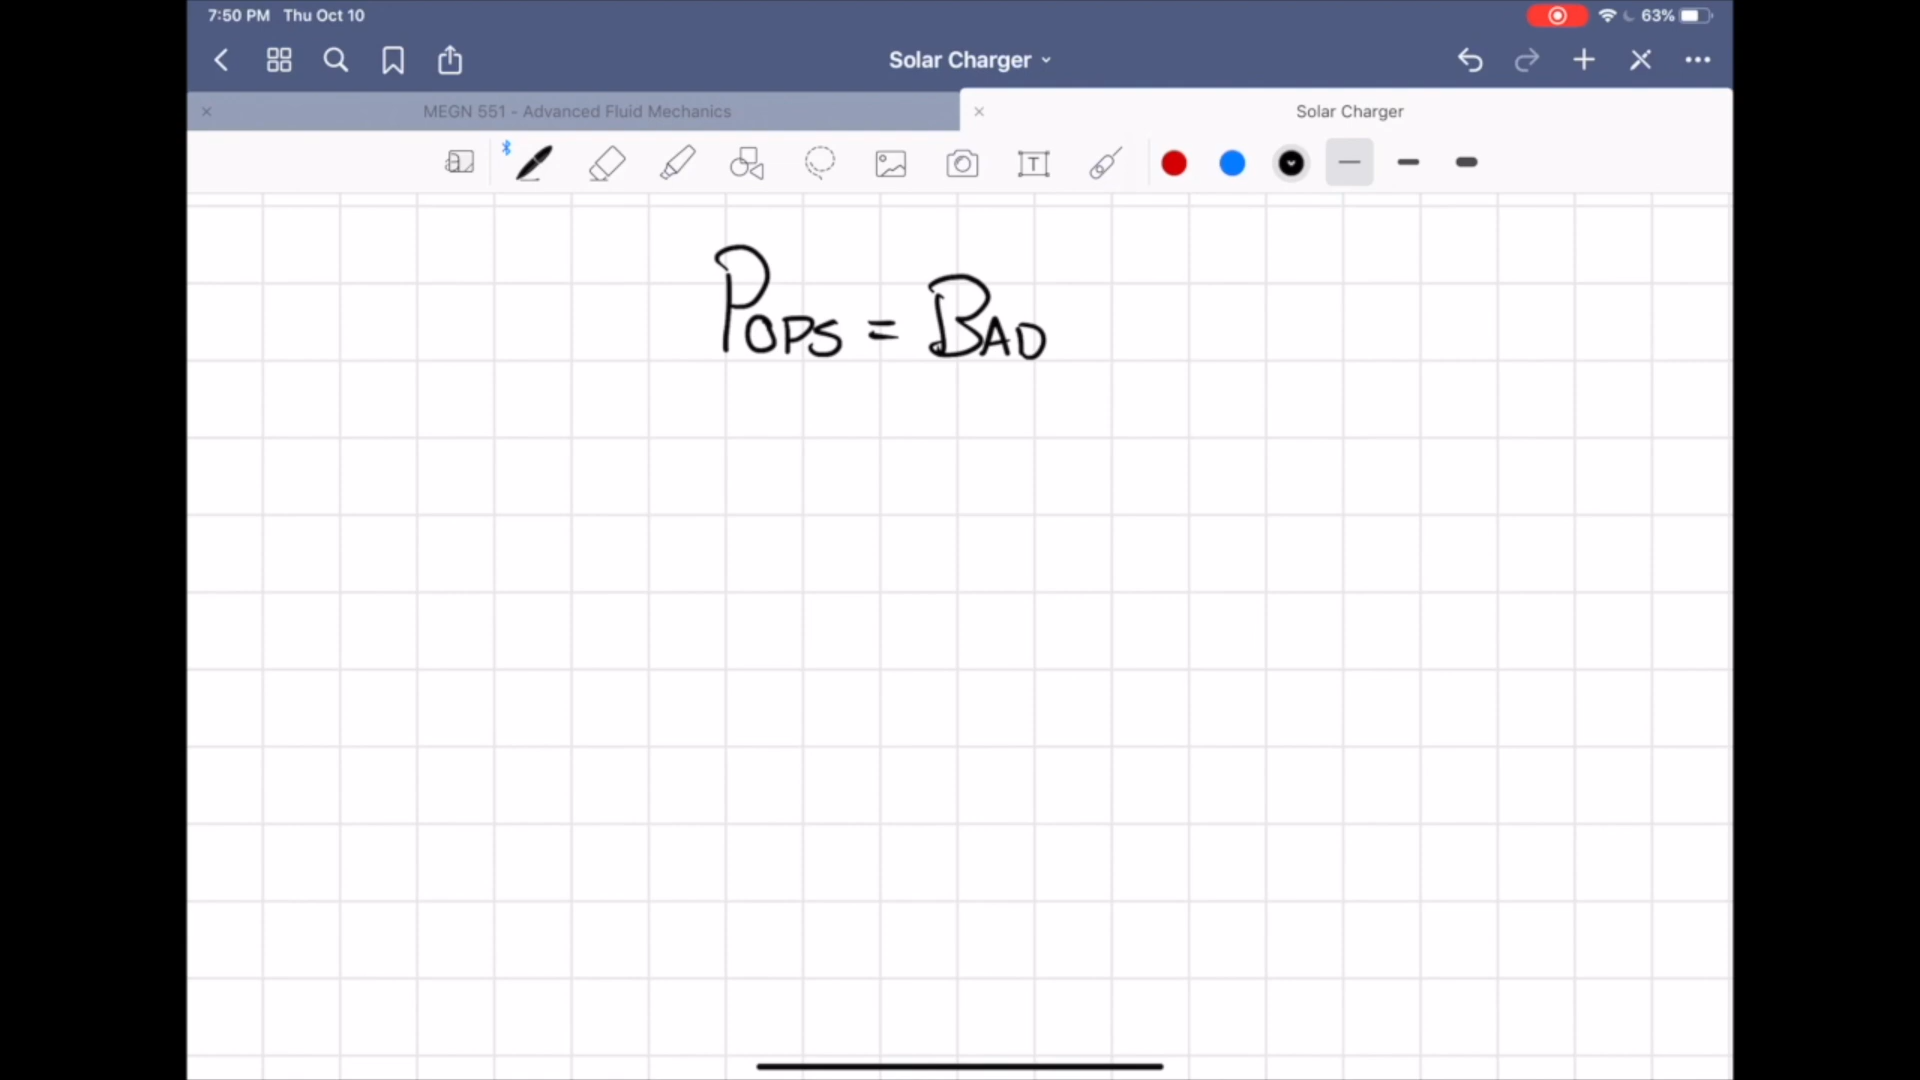 7:50 PM Thu Oct 10 63%
Solar Charger
MEGN 551 - Advanced Fluid Mechanics Solar Charger
a T
POPS = BAD